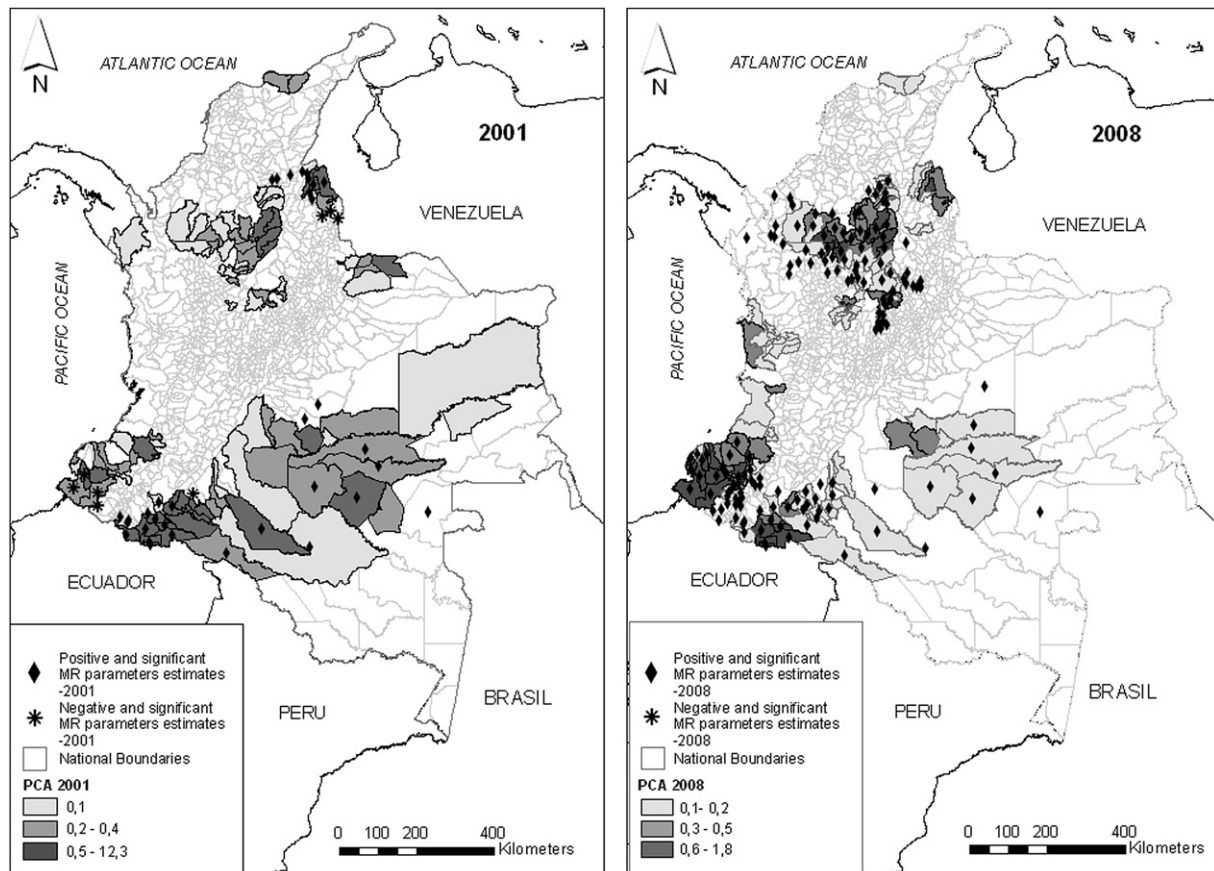 ATLANTIC OCEAN
N
2001
VENEZUELA
PACIFIC OCEAN
ECUADOR
PERU
BRASIL
Positive and significant
MR parameters estimates
-2001
Negative and significant
MR parameters estimates
-2001
National Boundaries
PCA 2001
0,1
0,2 - 0,4
0,5 - 12,3
0 100 200 400
Kilometers
ATLANTIC OCEAN
N
2008
VENEZUELA
PACIFIC OCEAN
ECUADOR
PERU
BRASIL
Positive and significant
MR parameters estimates
-2008
Negative and significant
MR parameters estimates
-2008
National Boundaries
PCA 2008
0,1- 0,2
0,3 - 0,5
0,6 - 1,8
0 100 200 400
Kilometers